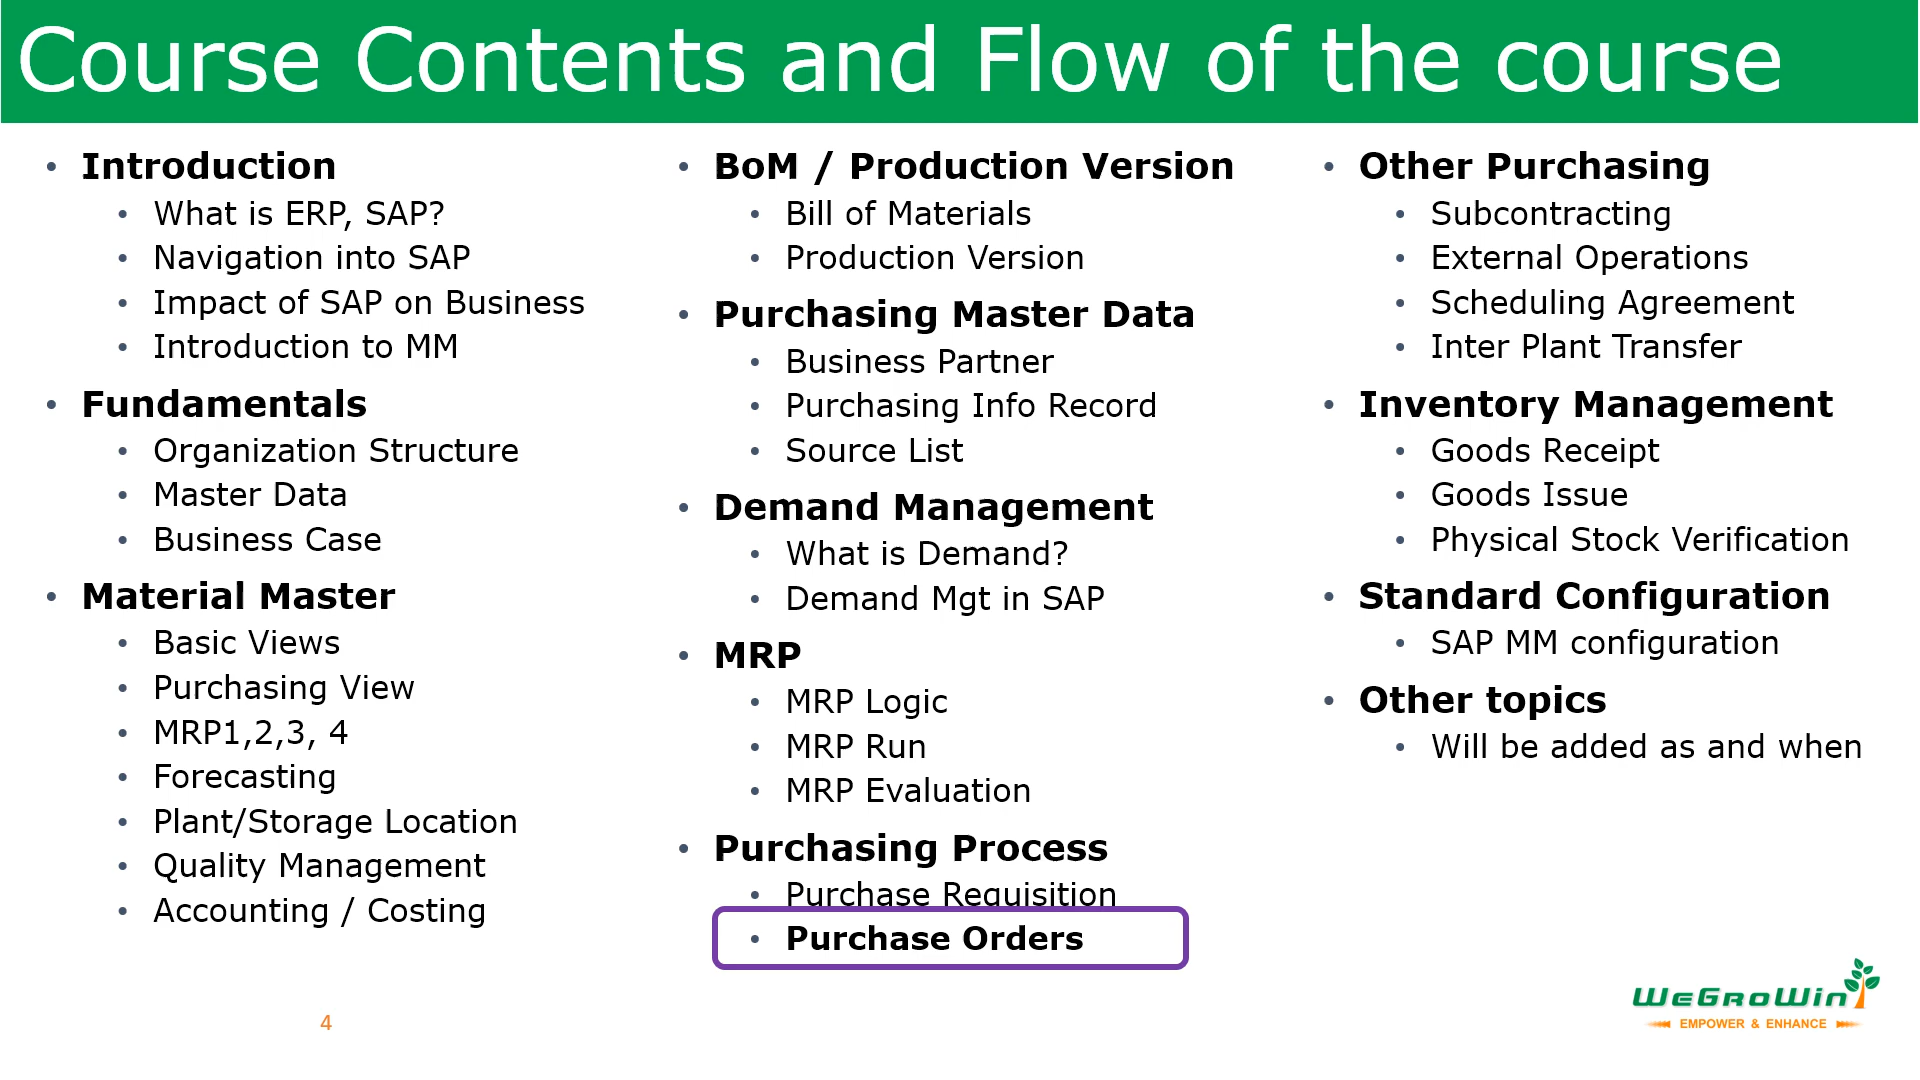 Course Contents and Flow of the course
• Introduction
• What is ERP, SAP?
• Navigation into SAP
• Impact of SAP on Business
• Introduction to MM
• Fundamentals
• Organization Structure
• Master Data
• Business Case
• Material Master
• Basic Views
• Purchasing View
• MRP1,2,3, 4
• Forecasting
• Plant/Storage Location
• Quality Management
• Accounting / Costing
• BoM / Production Version
• Bill of Materials
• Production Version
• Purchasing Master Data
• Business Partner
• Purchasing Info Record
• Source List
• Demand Management
• What is Demand?
• Demand Mgt in SAP
• MRP
• MRP Logic
• MRP Run
• MRP Evaluation
• Purchasing Process
• Purchase Requisition
• Purchase Orders
• Other Purchasing
• Subcontracting
• External Operations
• Scheduling Agreement
• Inter Plant Transfer
• Inventory Management
• Goods Receipt
• Goods Issue
• Physical Stock Verification
• Standard Configuration
• SAP MM configuration
• Other topics
• Will be added as and when
4
WeGroWin
EMPOWER & ENHANCE